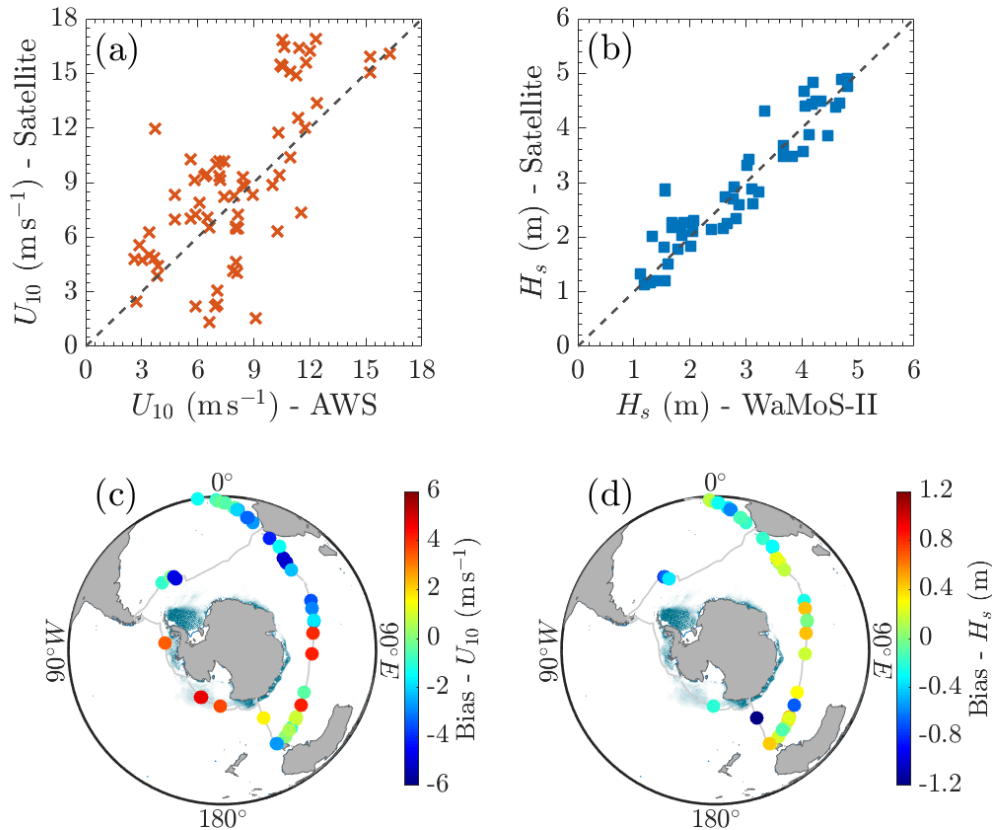 (a)
18
15
12
9
6
3
0
U₁₀ (m s⁻¹) - Satellite
0 3 6 9 12 15 18
U₁₀ (m s⁻¹) - AWS
(b)
6
5
4
3
2
1
0
Hₛ (m) - Satellite
0 1 2 3 4 5 6
Hₛ (m) - WaMoS-II
(c)
0°
90°W
90°E
180°
6
4
2
0
-2
-4
-6
Bias - U₁₀ (m s⁻¹)
(d)
0°
90°W
90°E
180°
1.2
0.8
0.4
0
-0.4
-0.8
-1.2
Bias - Hₛ (m)